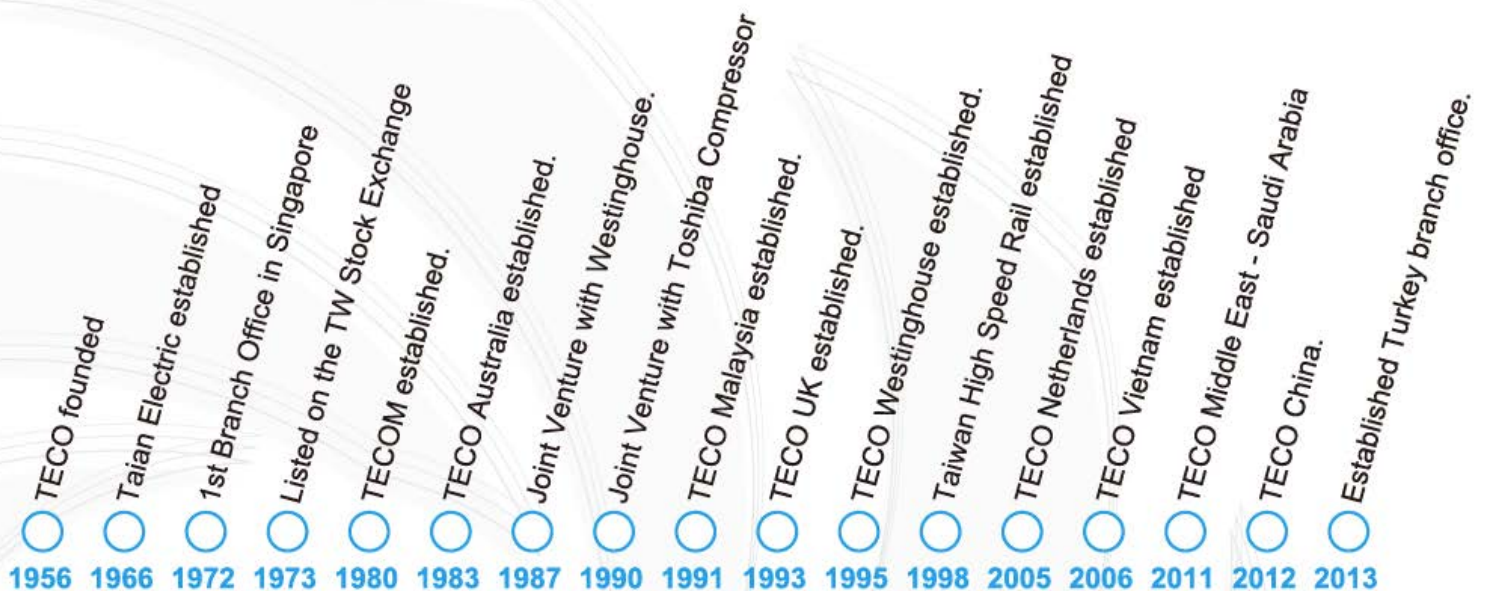 TECO founded
Taian Electric established
1st Branch Office in Singapore
Listed on the TW Stock Exchange
TECOM established.
TECO Australia established.
Joint Venture with Westinghouse.
Joint Venture with Toshiba Compressor
TECO Malaysia established.
TECO UK established.
TECO Westinghouse established.
Taiwan High Speed Rail established
TECO Netherlands established
TECO Vietnam established
TECO Middle East - Saudi Arabia
TECO China.
Established Turkey branch office.
1956 1966 1972 1973 1980 1983 1987 1990 1991 1993 1995 1998 2005 2006 2011 2012 2013